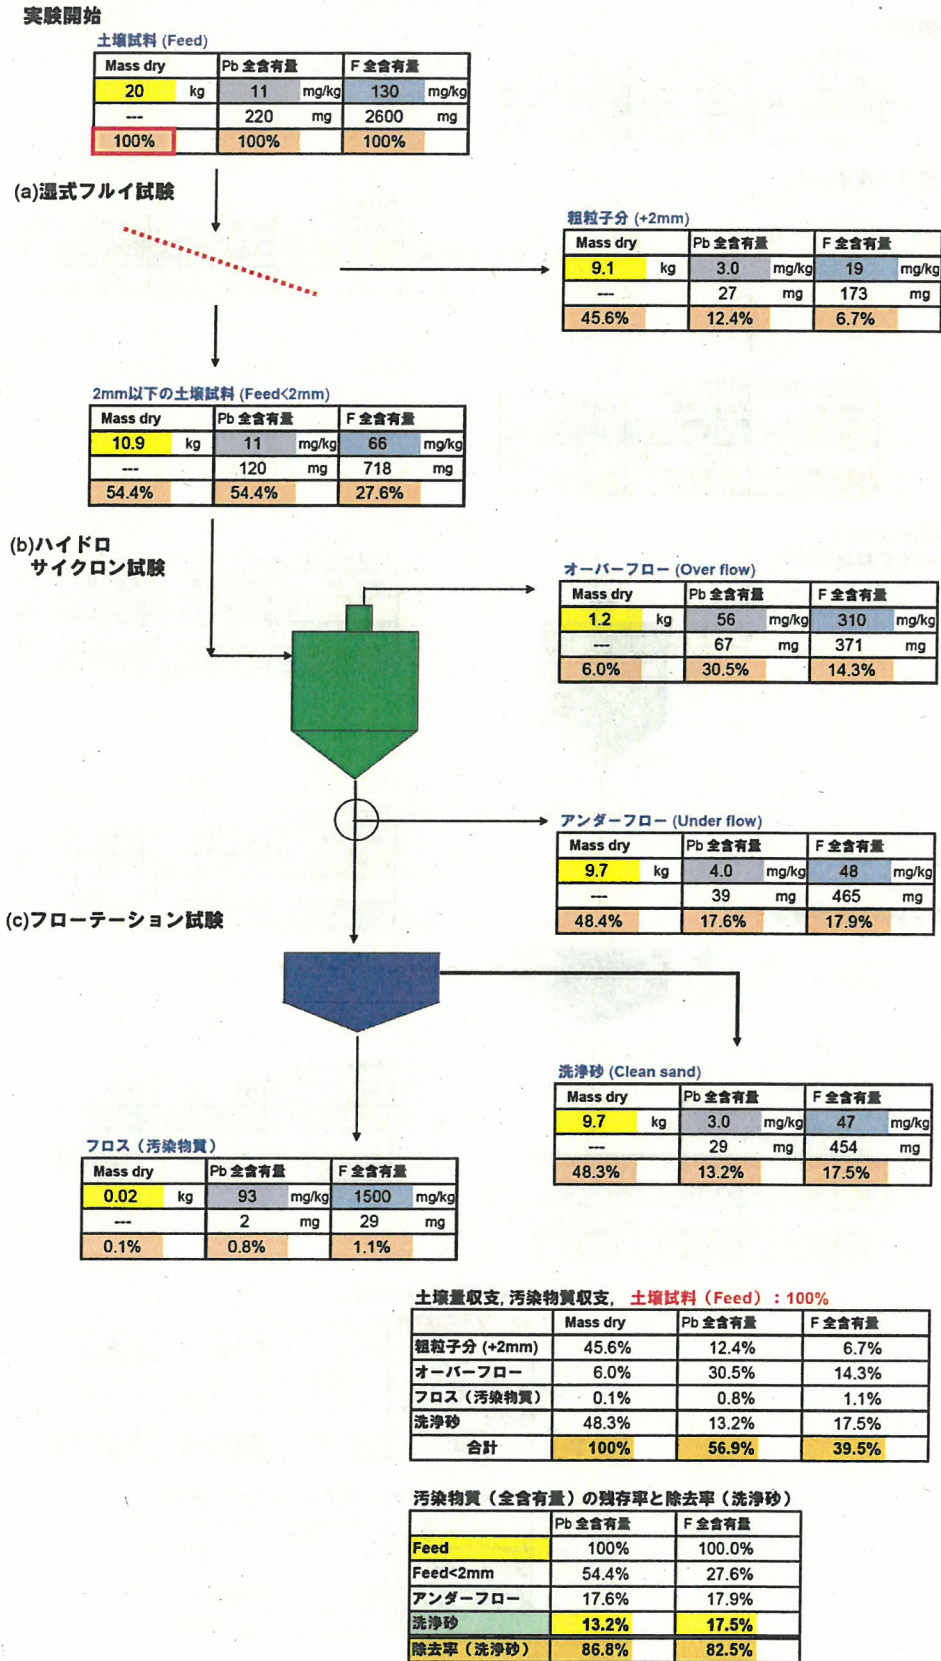 実験開始
土壌試料 (Feed)
Mass dry Pb 全含有量 F 全含有量
20 kg 11 mg/kg 130 mg/kg
--- 220 mg 2600 mg
100% 100% 100%
(a)湿式フルイ試験
粗粒子分 (+2mm)
Mass dry Pb 全含有量 F 全含有量
9.1 kg 3.0 mg/kg 19 mg/kg
--- 27 mg 173 mg
45.6% 12.4% 6.7%
2mm以下の土壌試料 (Feed<2mm)
Mass dry Pb 全含有量 F 全含有量
10.9 kg 11 mg/kg 66 mg/kg
--- 120 mg 718 mg
54.4% 54.4% 27.6%
(b)ハイドロ
サイクロン試験
オーバーフロー (Over flow)
Mass dry Pb 全含有量 F 全含有量
1.2 kg 56 mg/kg 310 mg/kg
--- 67 mg 371 mg
6.0% 30.5% 14.3%
アンダーフロー (Under flow)
Mass dry Pb 全含有量 F 全含有量
9.7 kg 4.0 mg/kg 48 mg/kg
--- 39 mg 465 mg
48.4% 17.6% 17.9%
(c)フローテーション試験
洗浄砂 (Clean sand)
Mass dry Pb 全含有量 F 全含有量
9.7 kg 3.0 mg/kg 47 mg/kg
--- 29 mg 454 mg
48.3% 13.2% 17.5%
フロス（汚染物質）
Mass dry Pb 全含有量 F 全含有量
0.02 kg 93 mg/kg 1500 mg/kg
--- 2 mg 29 mg
0.1% 0.8% 1.1%
土壌量収支, 汚染物質収支, 土壌試料（Feed）：100%
Mass dry Pb 全含有量 F 全含有量
粗粒子分 (+2mm) 45.6% 12.4% 6.7%
オーバーフロー 6.0% 30.5% 14.3%
フロス（汚染物質） 0.1% 0.8% 1.1%
洗浄砂 48.3% 13.2% 17.5%
合計 100% 56.9% 39.5%
汚染物質（全含有量）の残存率と除去率（洗浄砂）
Pb 全含有量 F 全含有量
Feed 100% 100.0%
Feed<2mm 54.4% 27.6%
アンダーフロー 17.6% 17.9%
洗浄砂 13.2% 17.5%
除去率（洗浄砂） 86.8% 82.5%